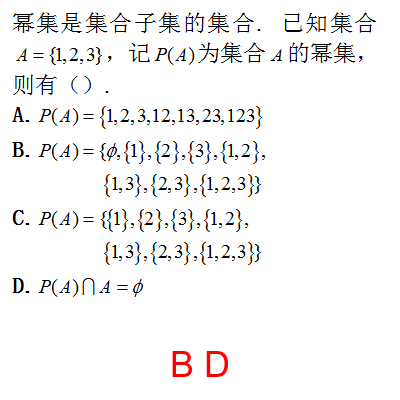 幂集是集合子集的集合．已知集合
A = {1,2,3}，记 P(A) 为集合 A 的幂集，
则有（）．
A. P(A) = {1,2,3,12,13,23,123}
B. P(A) = {ϕ,{1},{2},{3},{1,2},
{1,3},{2,3},{1,2,3}}
C. P(A) = {{1},{2},{3},{1,2},
{1,3},{2,3},{1,2,3}}
D. P(A)⋂A = ϕ
B D